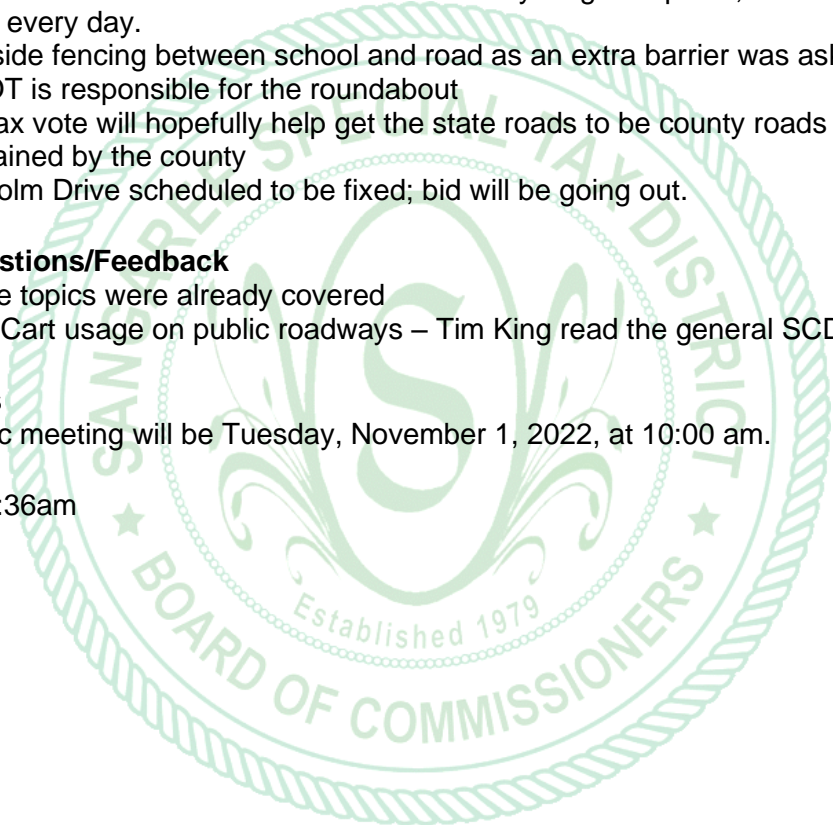 every day.
side fencing between school and road as an extra barrier was as
OT is responsible for the roundabout
ax vote will hopefully help get the state roads to be county roads
ained by the county
olm Drive scheduled to be fixed; bid will be going out.
stions/Feedback
e topics were already covered
Cart usage on public roadways – Tim King read the general SCD
s
c meeting will be Tuesday, November 1, 2022, at 10:00 am.
:36am
SANGAREE SPECIAL TAX DISTRICT
S
Established 1979
★ BOARD OF COMMISSIONERS ★